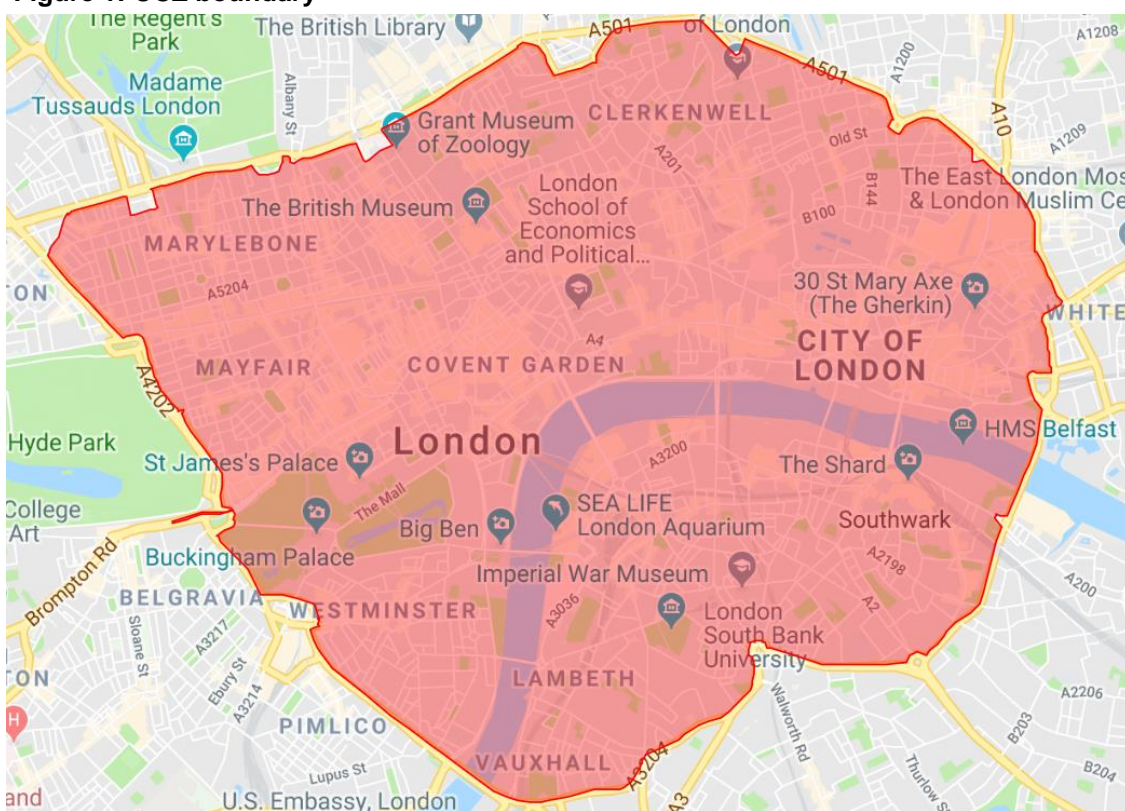 The Regent's
Park
The British Library
A501
of London
A1208
A1200
A501
Madame
Tussauds London
Albany St
CLERKENWELL
A10
Grant Museum
of Zoology
Old St
A1209
A201
B144
The East London Mos
& London Muslim Ce
London
School of
Economics
and Political...
The British Museum
B100
MARYLEBONE
ON
A5204
30 St Mary Axe
(The Gherkin)
WHITE
A4
CITY OF
LONDON
MAYFAIR
COVENT GARDEN
A4202
Hyde Park
London
HMS Belfast
St James's Palace
A3200
The Shard
The Mall
College
Art
SEA LIFE
London Aquarium
Big Ben
Southwark
Buckingham Palace
Brompton Rd
Imperial War Museum
A2198
A200
BELGRAVIA
WESTMINSTER
A3036
A2
London
South Bank
University
Sloane St
A3217
Ebury St
A3214
TON
LAMBETH
A2206
H
PIMLICO
Walworth Rd
B203
VAUXHALL
Lupus St
A3204
B204
Thurlow St
and
U.S. Embassy, London
A3